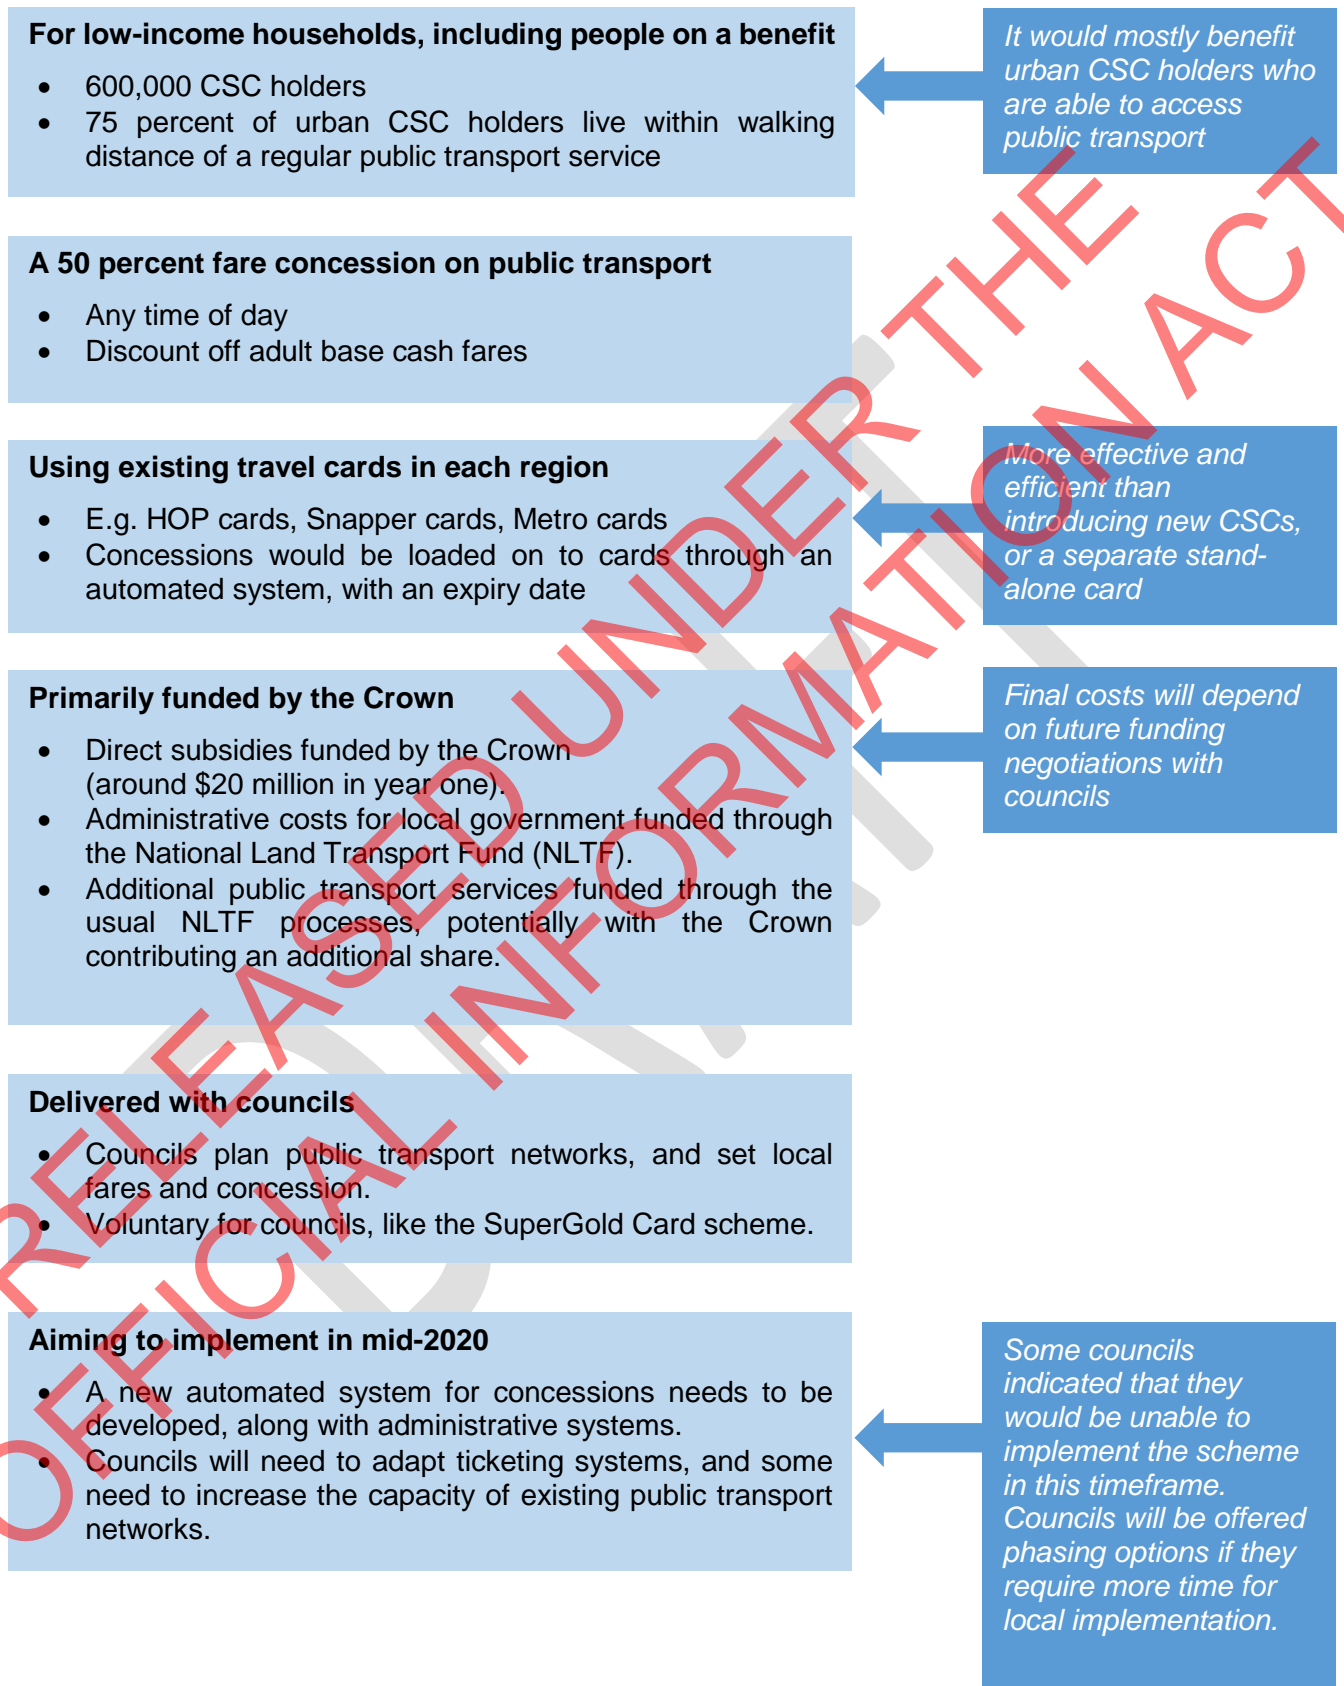 For low-income households, including people on a benefit
• 600,000 CSC holders
• 75 percent of urban CSC holders live within walking
distance of a regular public transport service
It would mostly benefit
urban CSC holders who
are able to access
public transport
A 50 percent fare concession on public transport
• Any time of day
• Discount off adult base cash fares
Using existing travel cards in each region
• E.g. HOP cards, Snapper cards, Metro cards
• Concessions would be loaded on to cards through an
automated system, with an expiry date
More effective and
efficient than
introducing new CSCs,
or a separate stand-
alone card
Primarily funded by the Crown
• Direct subsidies funded by the Crown
(around $20 million in year one).
• Administrative costs for local government funded through
the National Land Transport Fund (NLTF).
• Additional public transport services funded through the
usual NLTF processes, potentially with the Crown
contributing an additional share.
Final costs will depend
on future funding
negotiations with
councils
Delivered with councils
• Councils plan public transport networks, and set local
fares and concession.
• Voluntary for councils, like the SuperGold Card scheme.
Aiming to implement in mid-2020
• A new automated system for concessions needs to be
developed, along with administrative systems.
• Councils will need to adapt ticketing systems, and some
need to increase the capacity of existing public transport
networks.
Some councils
indicated that they
would be unable to
implement the scheme
in this timeframe.
Councils will be offered
phasing options if they
require more time for
local implementation.
RELEASED UNDER THE
OFFICIAL INFORMATION ACT
DRAFT